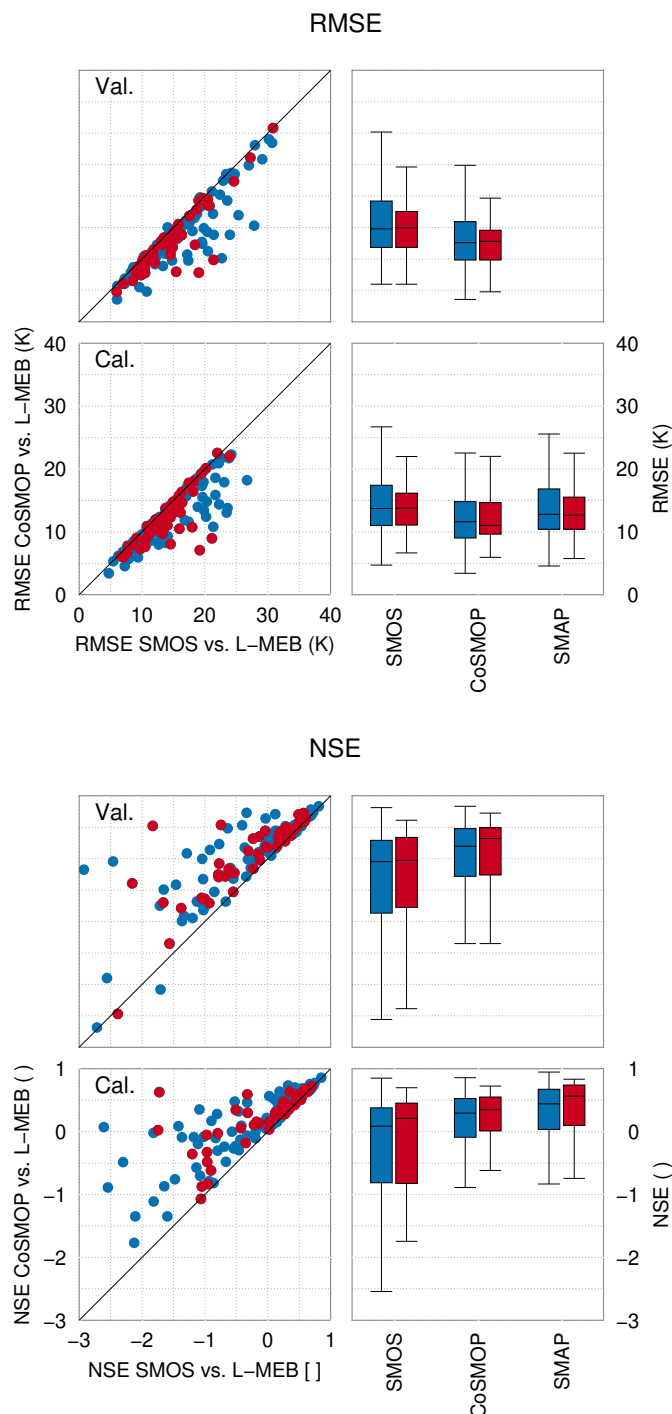 RMSE
Val.
RMSE CoSMOP vs. L−MEB (K)
40
30
20
10
0
Cal.
0 10 20 30 40
RMSE SMOS vs. L−MEB (K)
40
30
20
10
0
RMSE (K)
SMOS
CoSMOP
SMAP
NSE
Val.
NSE CoSMOP vs. L−MEB ( )
1
0
−1
−2
−3
Cal.
−3 −2 −1 0 1
NSE SMOS vs. L−MEB [ ]
1
0
−1
−2
−3
NSE ( )
SMOS
CoSMOP
SMAP